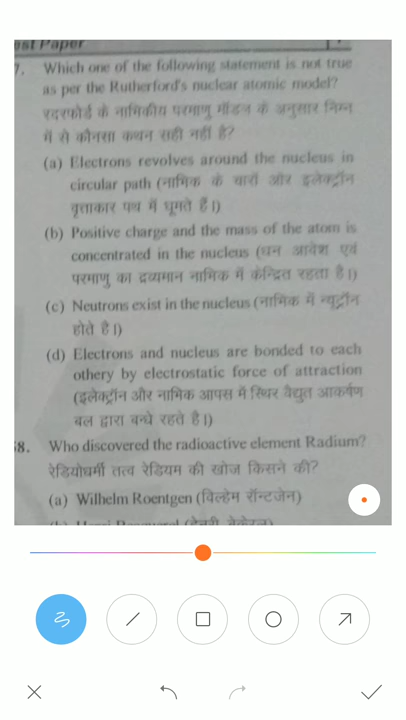 est Paper
7. Which one of the following statement is not true
as per the Rutherford's nuclear atomic model?
रदरफोर्ड के नाभिकीय परमाणु मॉडल के अनुसार निम्न
में से कौनसा कथन सही नहीं है?
(a) Electrons revolves around the nucleus in
circular path (नाभिक के चारों ओर इलेक्ट्रॉन
वृत्ताकार पथ में घूमते हैं।)
(b) Positive charge and the mass of the atom is
concentrated in the nucleus (धन आवेश एवं
परमाणु का द्रव्यमान नाभिक में केन्द्रित रहता है।)
(c) Neutrons exist in the nucleus (नाभिक में न्यूट्रॉन
होते है।)
(d) Electrons and nucleus are bonded to each
othery by electrostatic force of attraction
(इलेक्ट्रॉन और नाभिक आपस में स्थिर वैद्युत आकर्षण
बल द्वारा बन्धे रहते है।)
58. Who discovered the radioactive element Radium?
रेडियोधर्मी तत्व रेडियम की खोज किसने की?
(a) Wilhelm Roentgen (विल्हेम रॉन्टजेन)